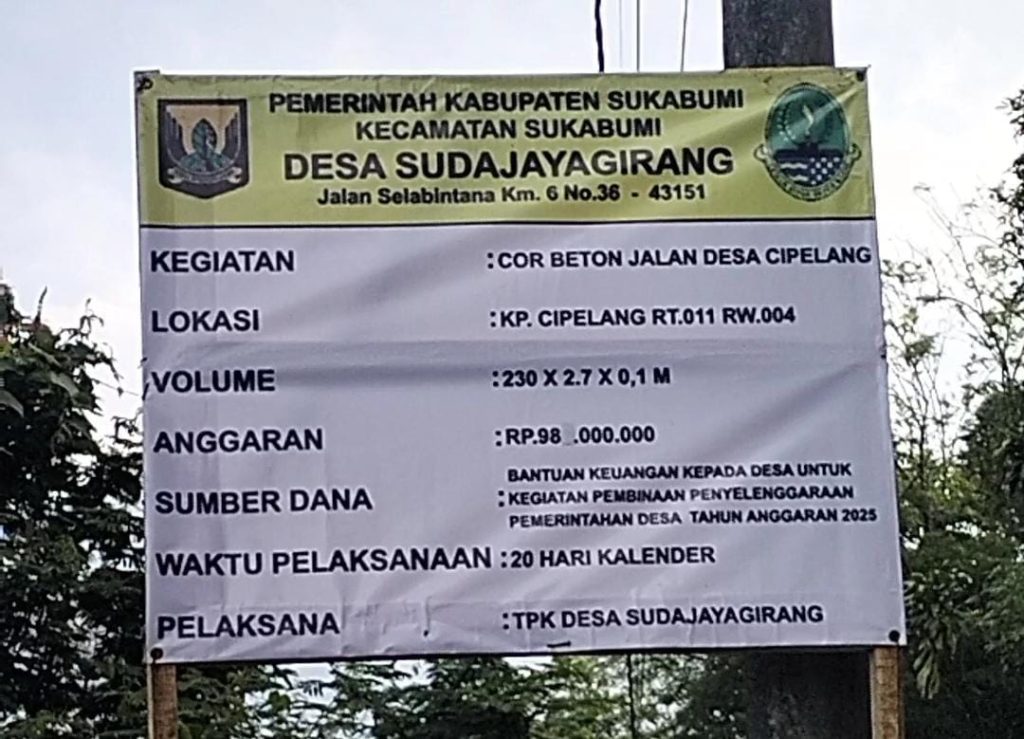 PEMERINTAH KABUPATEN SUKABUMI
KECAMATAN SUKABUMI
DESA SUDAJAYAGIRANG
Jalan Selabintana Km. 6 No.36 - 43151
KEGIATAN : COR BETON JALAN DESA CIPELANG
LOKASI : KP. CIPELANG RT.011 RW.004
VOLUME : 230 X 2.7 X 0,1 M
ANGGARAN : RP.98 .000.000
SUMBER DANA : BANTUAN KEUANGAN KEPADA DESA UNTUK
KEGIATAN PEMBINAAN PENYELENGGARAAN
PEMERINTAHAN DESA TAHUN ANGGARAN 2025
WAKTU PELAKSANAAN : 20 HARI KALENDER
PELAKSANA : TPK DESA SUDAJAYAGIRANG